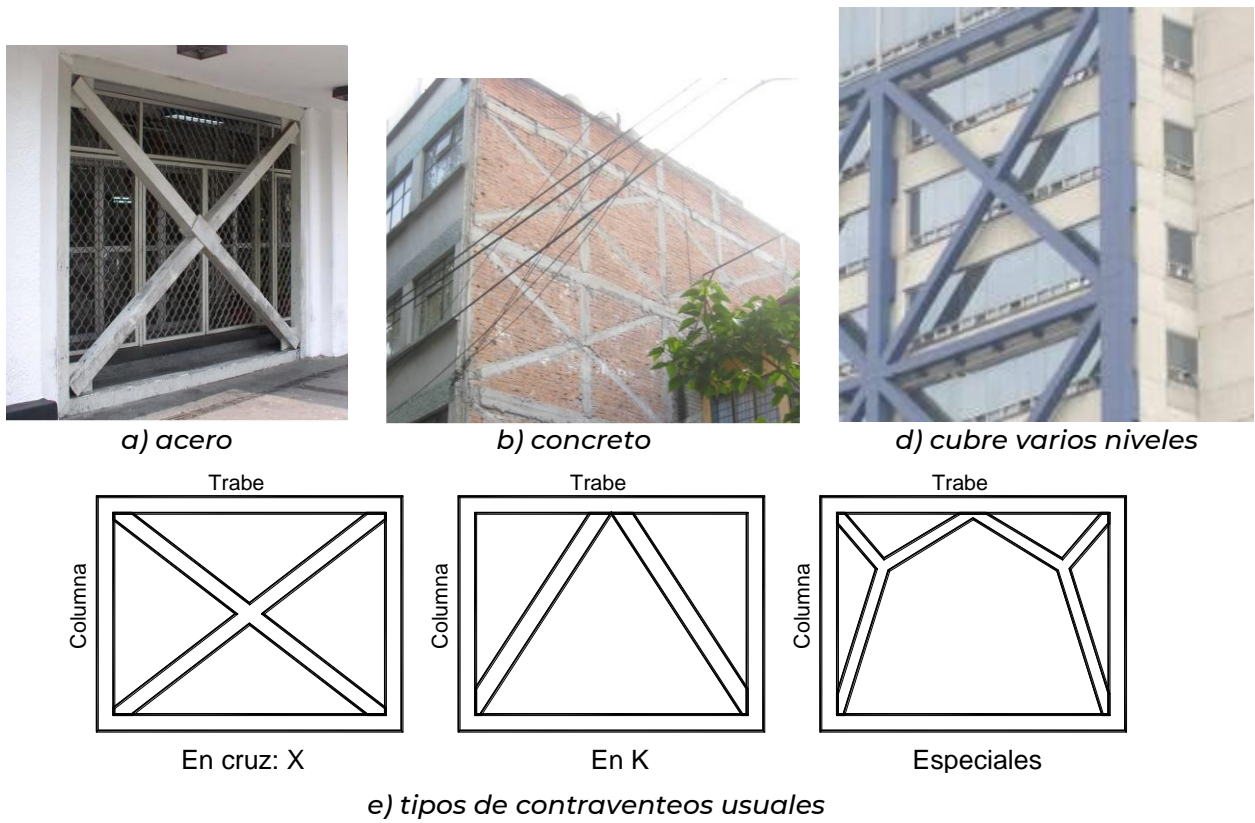 a) acero
b) concreto
d) cubre varios niveles
Trabe
Trabe
Trabe
Columna
Columna
Columna
En cruz: X
En K
Especiales
e) tipos de contraventeos usuales